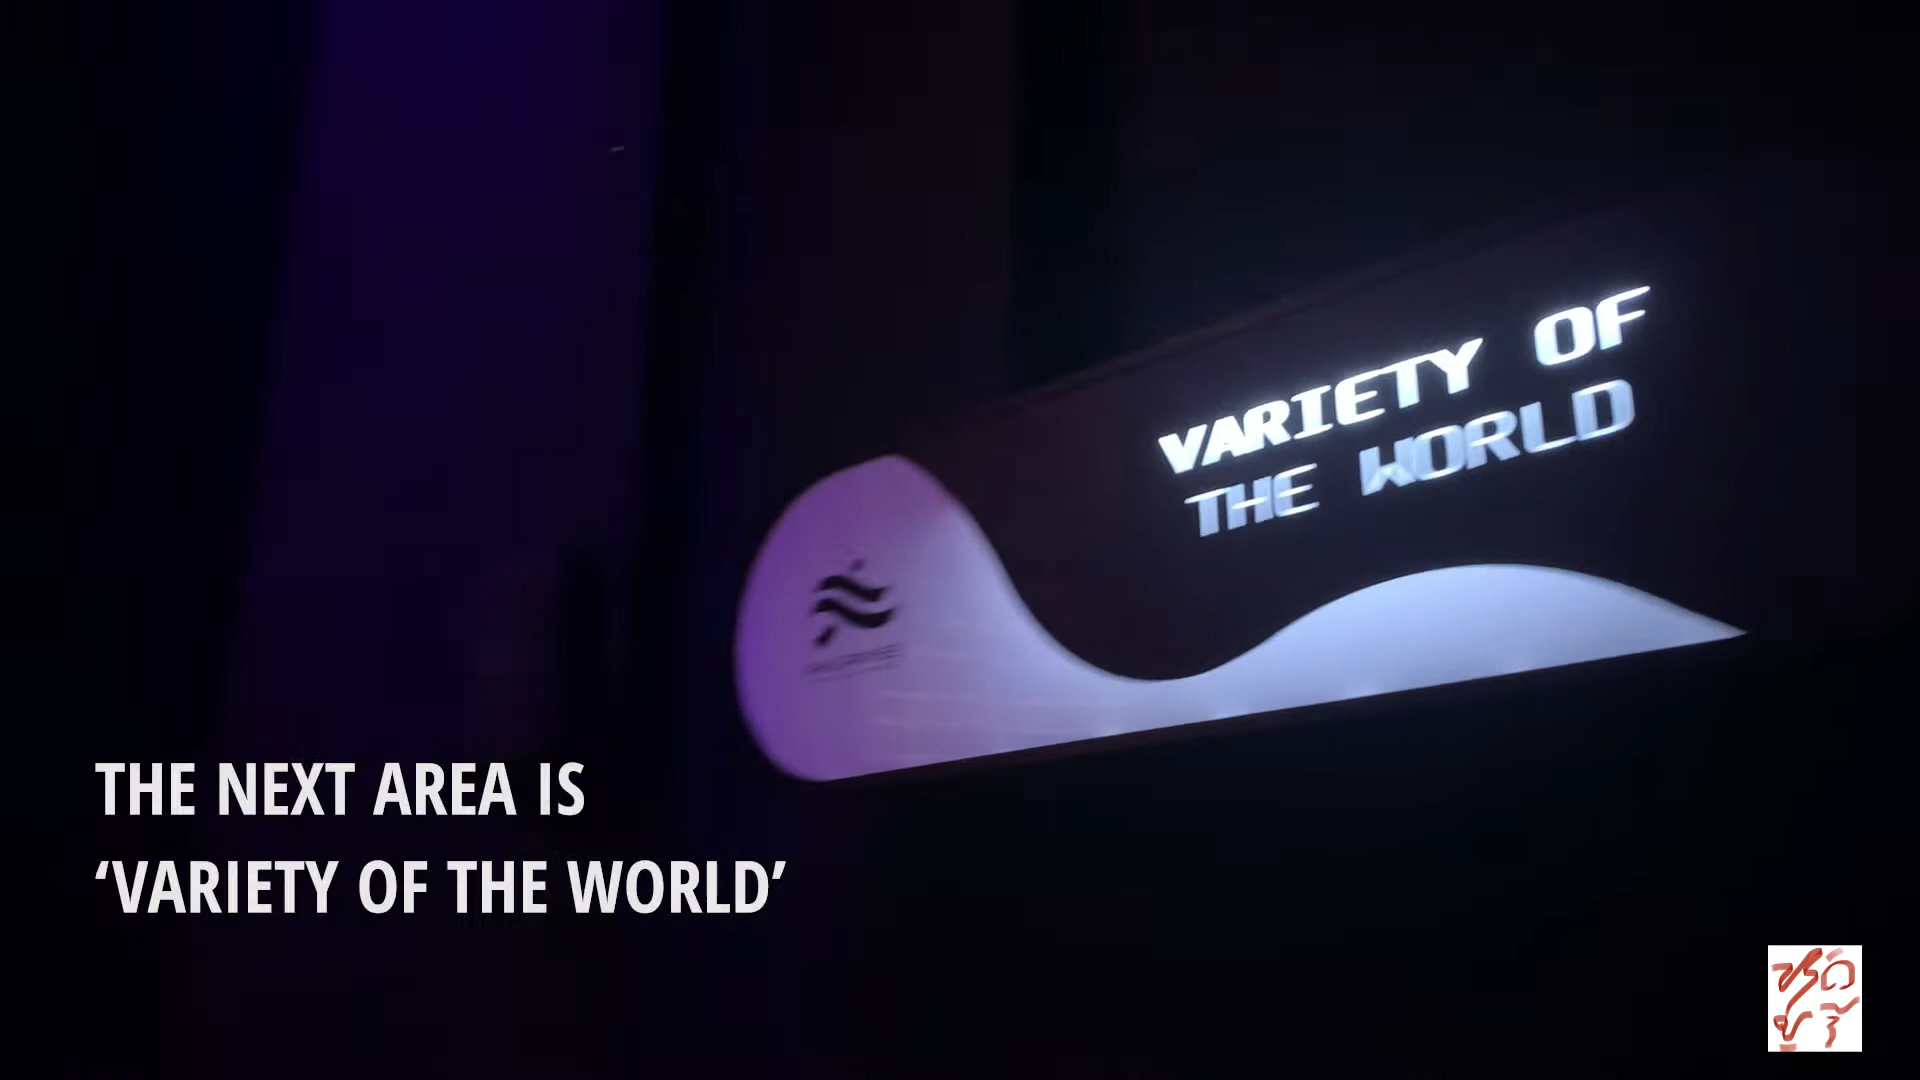 VARIETY OF
THE WORLD
THE NEXT AREA IS
‘VARIETY OF THE WORLD’